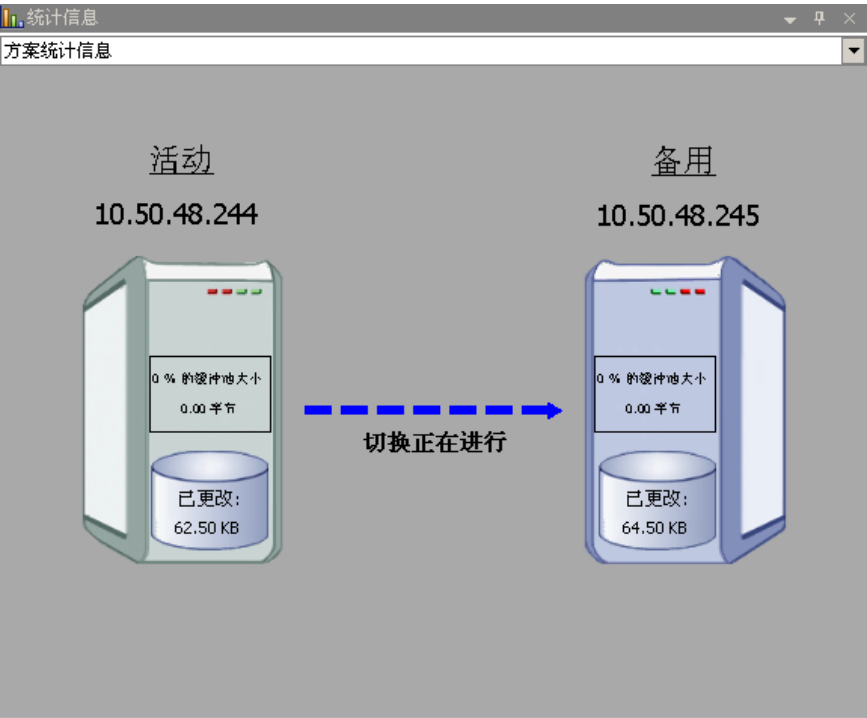 统计信息
方案统计信息
活动
备用
10.50.48.244
10.50.48.245
0 % 的缓冲池大小
0.00 字节
0 % 的缓冲池大小
0.00 字节
切换正在进行
已更改:
62.50 KB
已更改:
64.50 KB